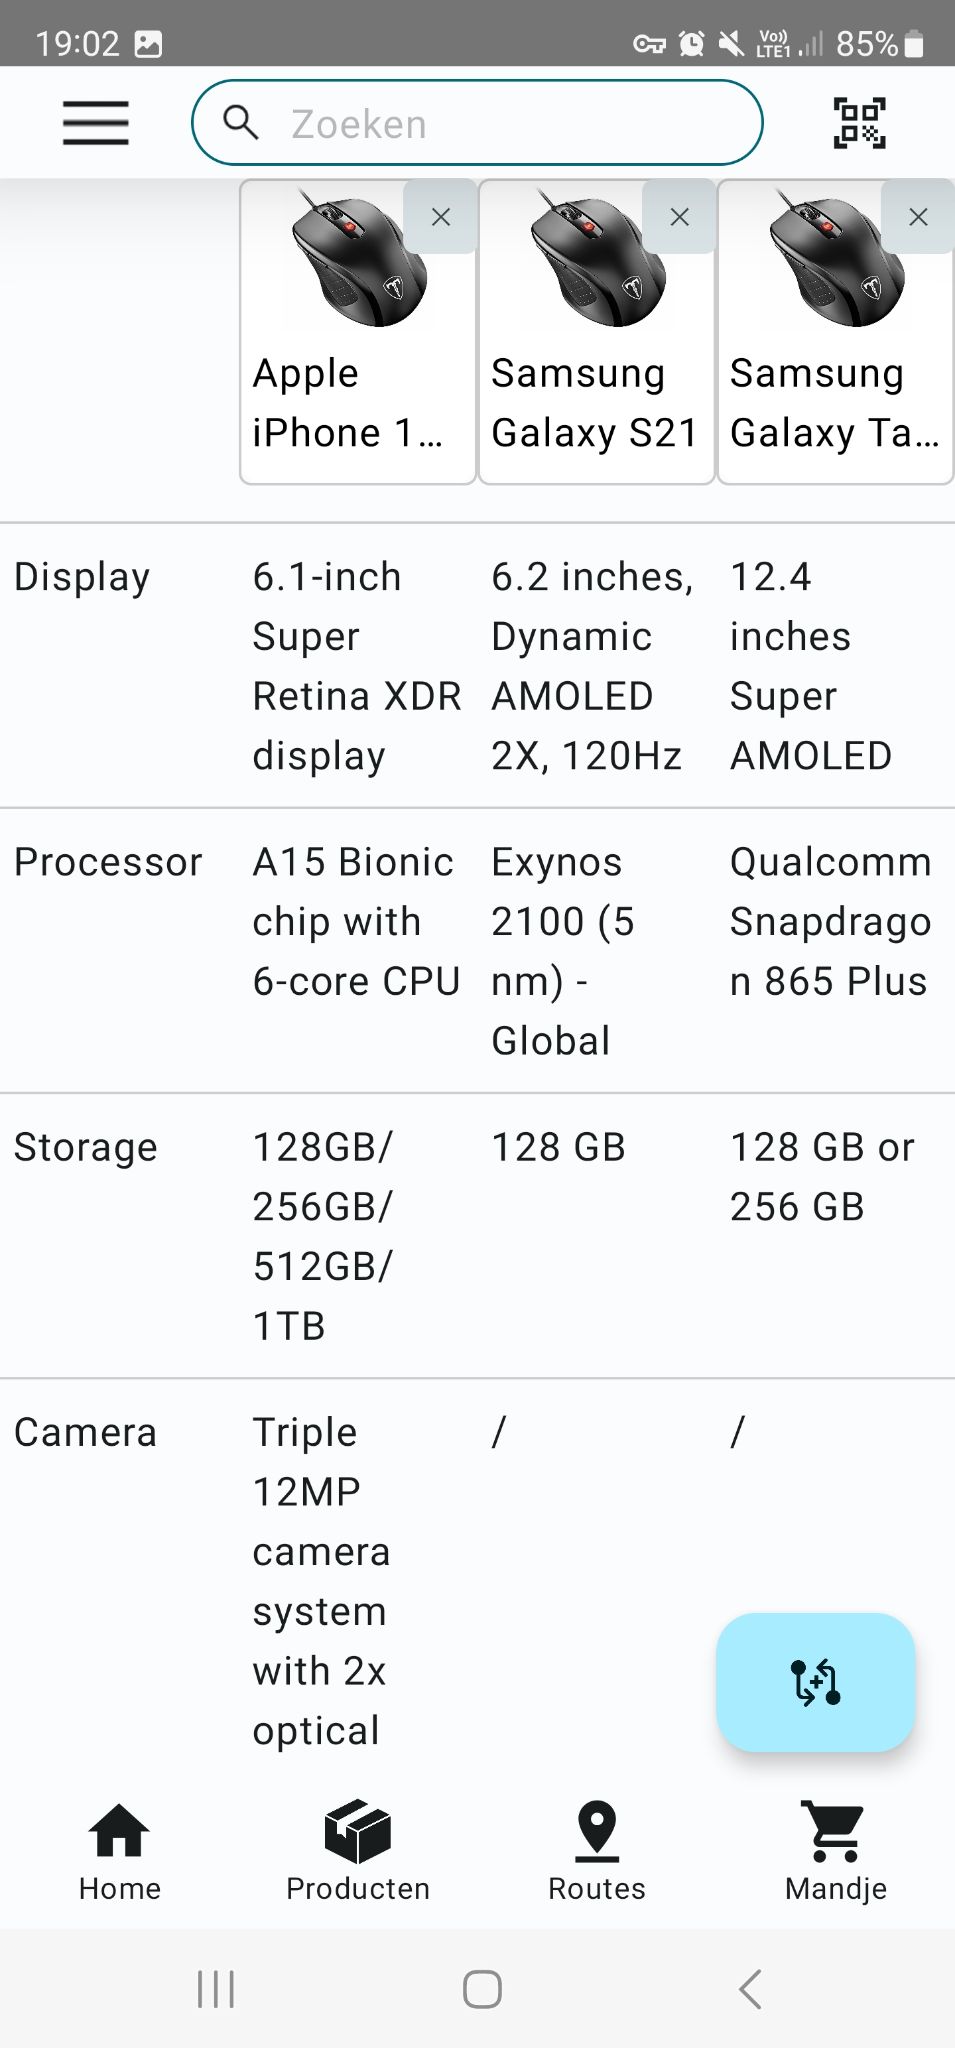 19:02
Vo))
LTE1
85%
Zoeken
Apple
iPhone 1...
Samsung
Galaxy S21
Samsung
Galaxy Ta...
Display
6.1-inch
Super
Retina XDR
display
6.2 inches,
Dynamic
AMOLED
2X, 120Hz
12.4
inches
Super
AMOLED
Processor
A15 Bionic
chip with
6-core CPU
Exynos
2100 (5
nm) -
Global
Qualcomm
Snapdrago
n 865 Plus
Storage
128GB/
256GB/
512GB/
1TB
128 GB
128 GB or
256 GB
Camera
Triple
12MP
camera
system
with 2x
optical
/
/
Home
Producten
Routes
Mandje